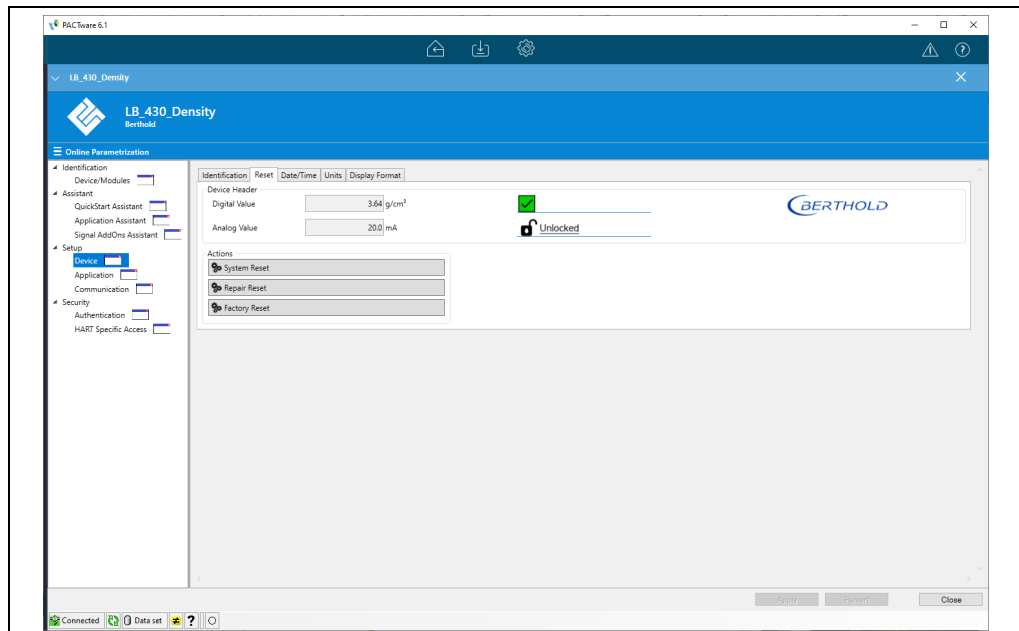 PACTware 6.1
LB_430_Density
LB_430_Density
Berthold
Online Parametrization
Identification
Device/Modules
Assistant
QuickStart Assistant
Application Assistant
Signal AddOns Assistant
Setup
Device
Application
Communication
Security
Authentication
HART Specific Access
Identification Reset Date/Time Units Display Format
Device Header
Digital Value 3.64 g/cm³
Analog Value 20.0 mA
Unlocked
BERTHOLD
Actions
System Reset
Repair Reset
Factory Reset
Apply Revert Close
Connected Data set